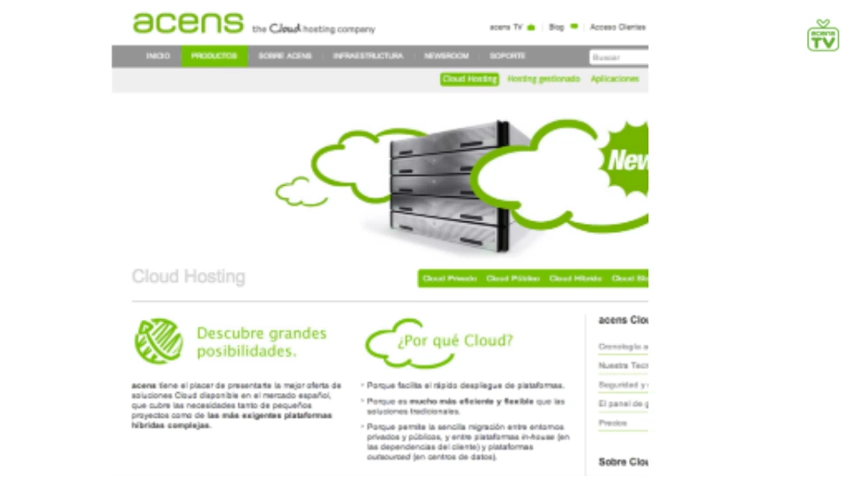 acens the Cloud hosting company
acens TV Blog Acceso Clientes
acens TV
INICIO PRODUCTOS SOBRE ACENS INFRAESTRUCTURA NEWSROOM SOPORTE
Buscar
Cloud Hosting Hosting gestionado Aplicaciones
New
Cloud Hosting
Cloud Privado Cloud Público Cloud Híbrido Cloud
Descubre grandes
posibilidades.
¿Por qué Cloud?
acens tiene el placer de presentarte la mejor oferta de
soluciones Cloud disponible en el mercado español,
que cubre las necesidades tanto de pequeños
proyectos como de las más exigentes plataformas
híbridas complejas.
Porque facilita el rápido despliegue de plataformas.
Porque es mucho más eficiente y flexible que las
soluciones tradicionales.
Porque permite la sencilla migración entre entornos
privados y públicos, y entre plataformas in-house (en
las dependencias del cliente) y plataformas
outsourced (en centros de datos).
acens Clou
Cronología
Nuestra Tecn
Seguridad y
El panel de g
Precios
Sobre Clou